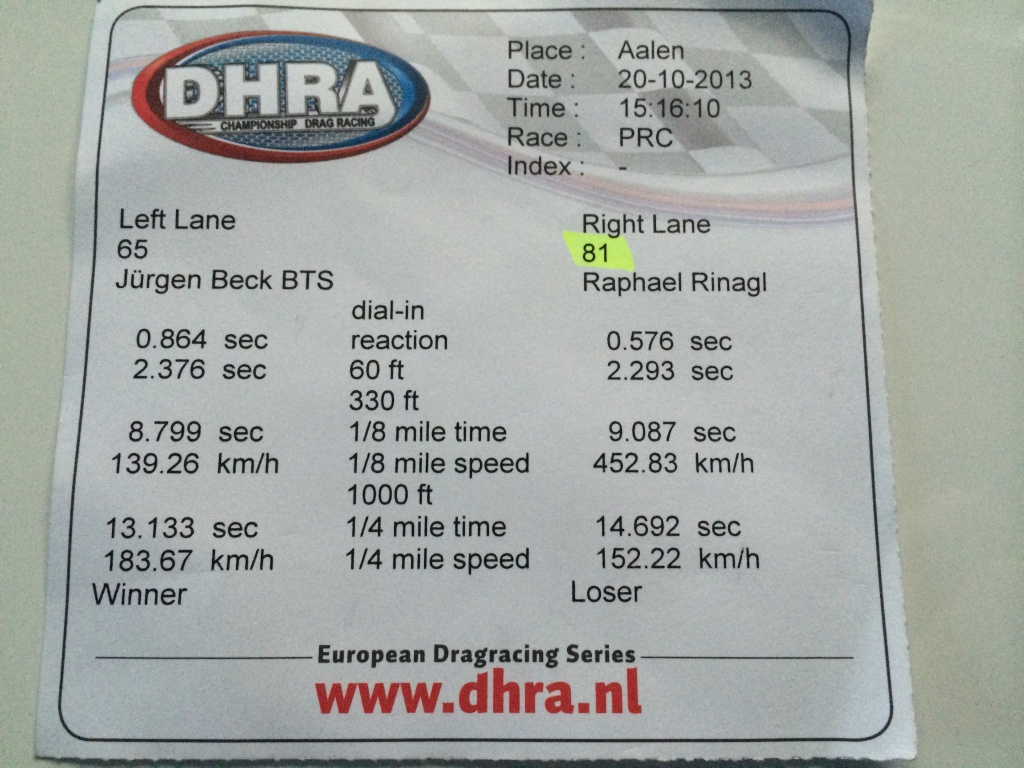 DHRA
CHAMPIONSHIP DRAG RACING
Place : Aalen
Date : 20-10-2013
Time : 15:16:10
Race : PRC
Index : -
Left Lane Right Lane
65 81
Jürgen Beck BTS Raphael Rinagl
dial-in
0.864 sec reaction 0.576 sec
2.376 sec 60 ft 2.293 sec
330 ft
8.799 sec 1/8 mile time 9.087 sec
139.26 km/h 1/8 mile speed 452.83 km/h
1000 ft
13.133 sec 1/4 mile time 14.692 sec
183.67 km/h 1/4 mile speed 152.22 km/h
Winner Loser
European Dragracing Series
www.dhra.nl